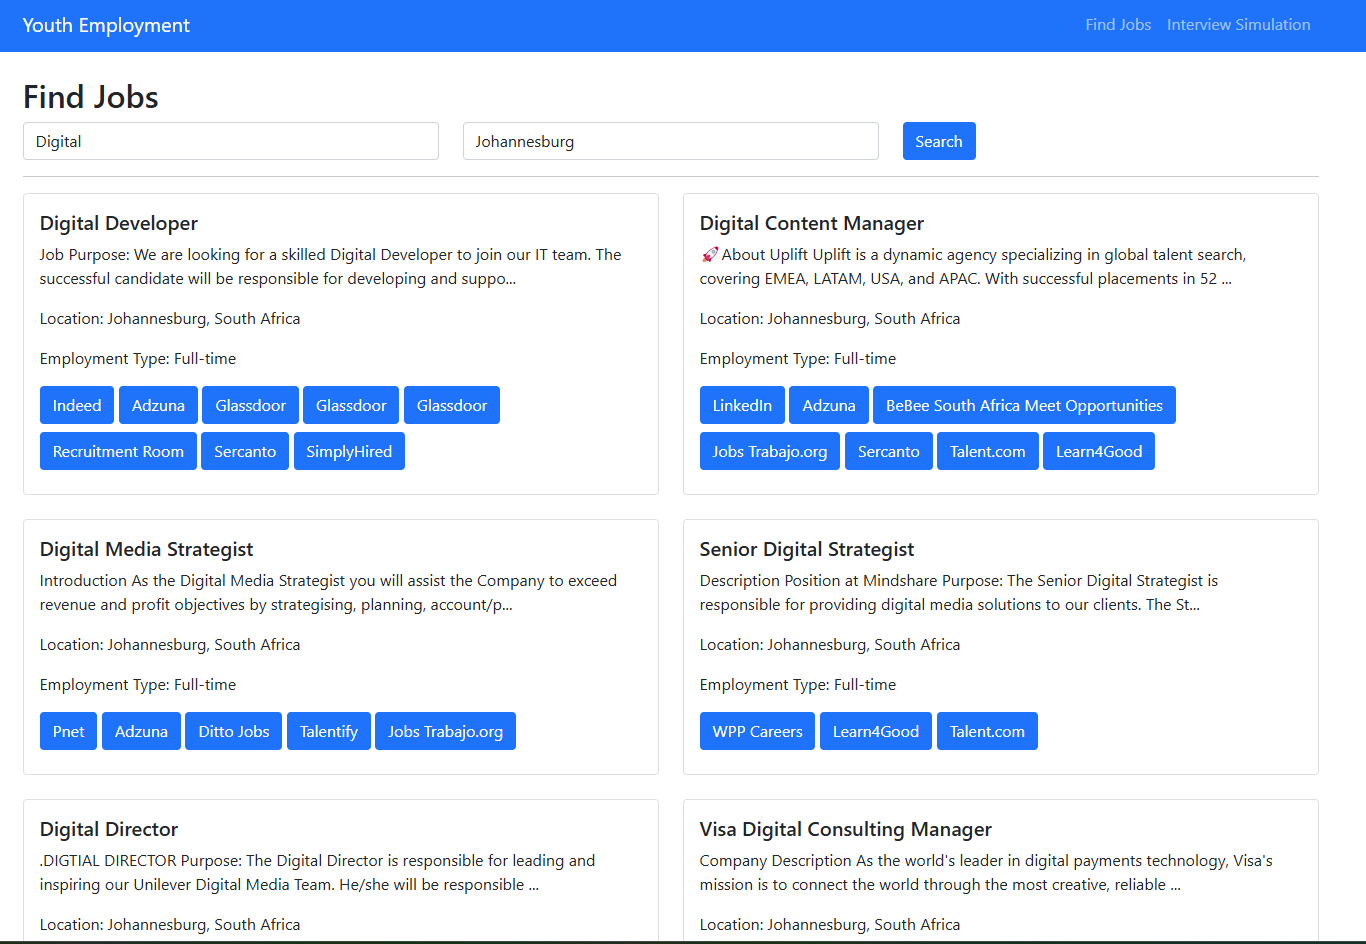 Youth Employment
Find Jobs Interview Simulation
Find Jobs
Digital
Johannesburg
Search
Digital Developer
Job Purpose: We are looking for a skilled Digital Developer to join our IT team. The
successful candidate will be responsible for developing and suppo...
Location: Johannesburg, South Africa
Employment Type: Full-time
Indeed Adzuna Glassdoor Glassdoor Glassdoor
Recruitment Room Sercanto SimplyHired
Digital Content Manager
🚀About Uplift Uplift is a dynamic agency specializing in global talent search,
covering EMEA, LATAM, USA, and APAC. With successful placements in 52 ...
Location: Johannesburg, South Africa
Employment Type: Full-time
LinkedIn Adzuna BeBee South Africa Meet Opportunities
Jobs Trabajo.org Sercanto Talent.com Learn4Good
Digital Media Strategist
Introduction As the Digital Media Strategist you will assist the Company to exceed
revenue and profit objectives by strategising, planning, account/p...
Location: Johannesburg, South Africa
Employment Type: Full-time
Pnet Adzuna Ditto Jobs Talentify Jobs Trabajo.org
Senior Digital Strategist
Description Position at Mindshare Purpose: The Senior Digital Strategist is
responsible for providing digital media solutions to our clients. The St...
Location: Johannesburg, South Africa
Employment Type: Full-time
WPP Careers Learn4Good Talent.com
Digital Director
.DIGTIAL DIRECTOR Purpose: The Digital Director is responsible for leading and
inspiring our Unilever Digital Media Team. He/she will be responsible ...
Location: Johannesburg, South Africa
Visa Digital Consulting Manager
Company Description As the world's leader in digital payments technology, Visa's
mission is to connect the world through the most creative, reliable ...
Location: Johannesburg, South Africa